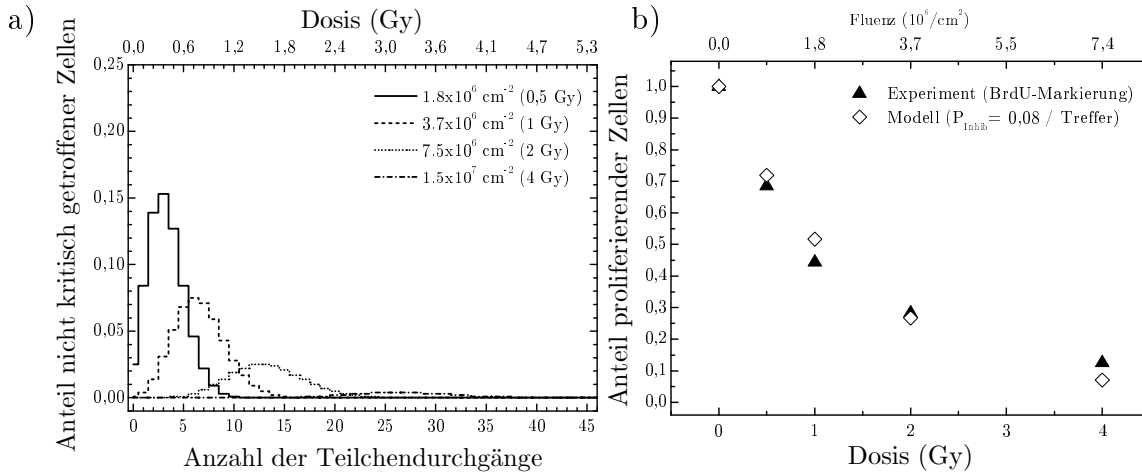 a)
Dosis (Gy)
0,0 0,6 1,2 1,8 2,4 3,0 3,6 4,1 4,7 5,3
Anteil nicht kritisch getroffener Zellen
0,25
0,20
0,15
0,10
0,05
0,00
1.8x10⁶ cm⁻² (0,5 Gy)
3.7x10⁶ cm⁻² (1 Gy)
7.5x10⁶ cm⁻² (2 Gy)
1.5x10⁷ cm⁻² (4 Gy)
0 5 10 15 20 25 30 35 40 45
Anzahl der Teilchendurchgänge
b)
Fluenz (10⁶/cm²)
0,0 1,8 3,7 5,5 7,4
Anteil proliferierender Zellen
1,0
0,9
0,8
0,7
0,6
0,5
0,4
0,3
0,2
0,1
0,0
Experiment (BrdU-Markierung)
Modell (P_Inhib = 0,08 / Treffer)
0 1 2 3 4
Dosis (Gy)